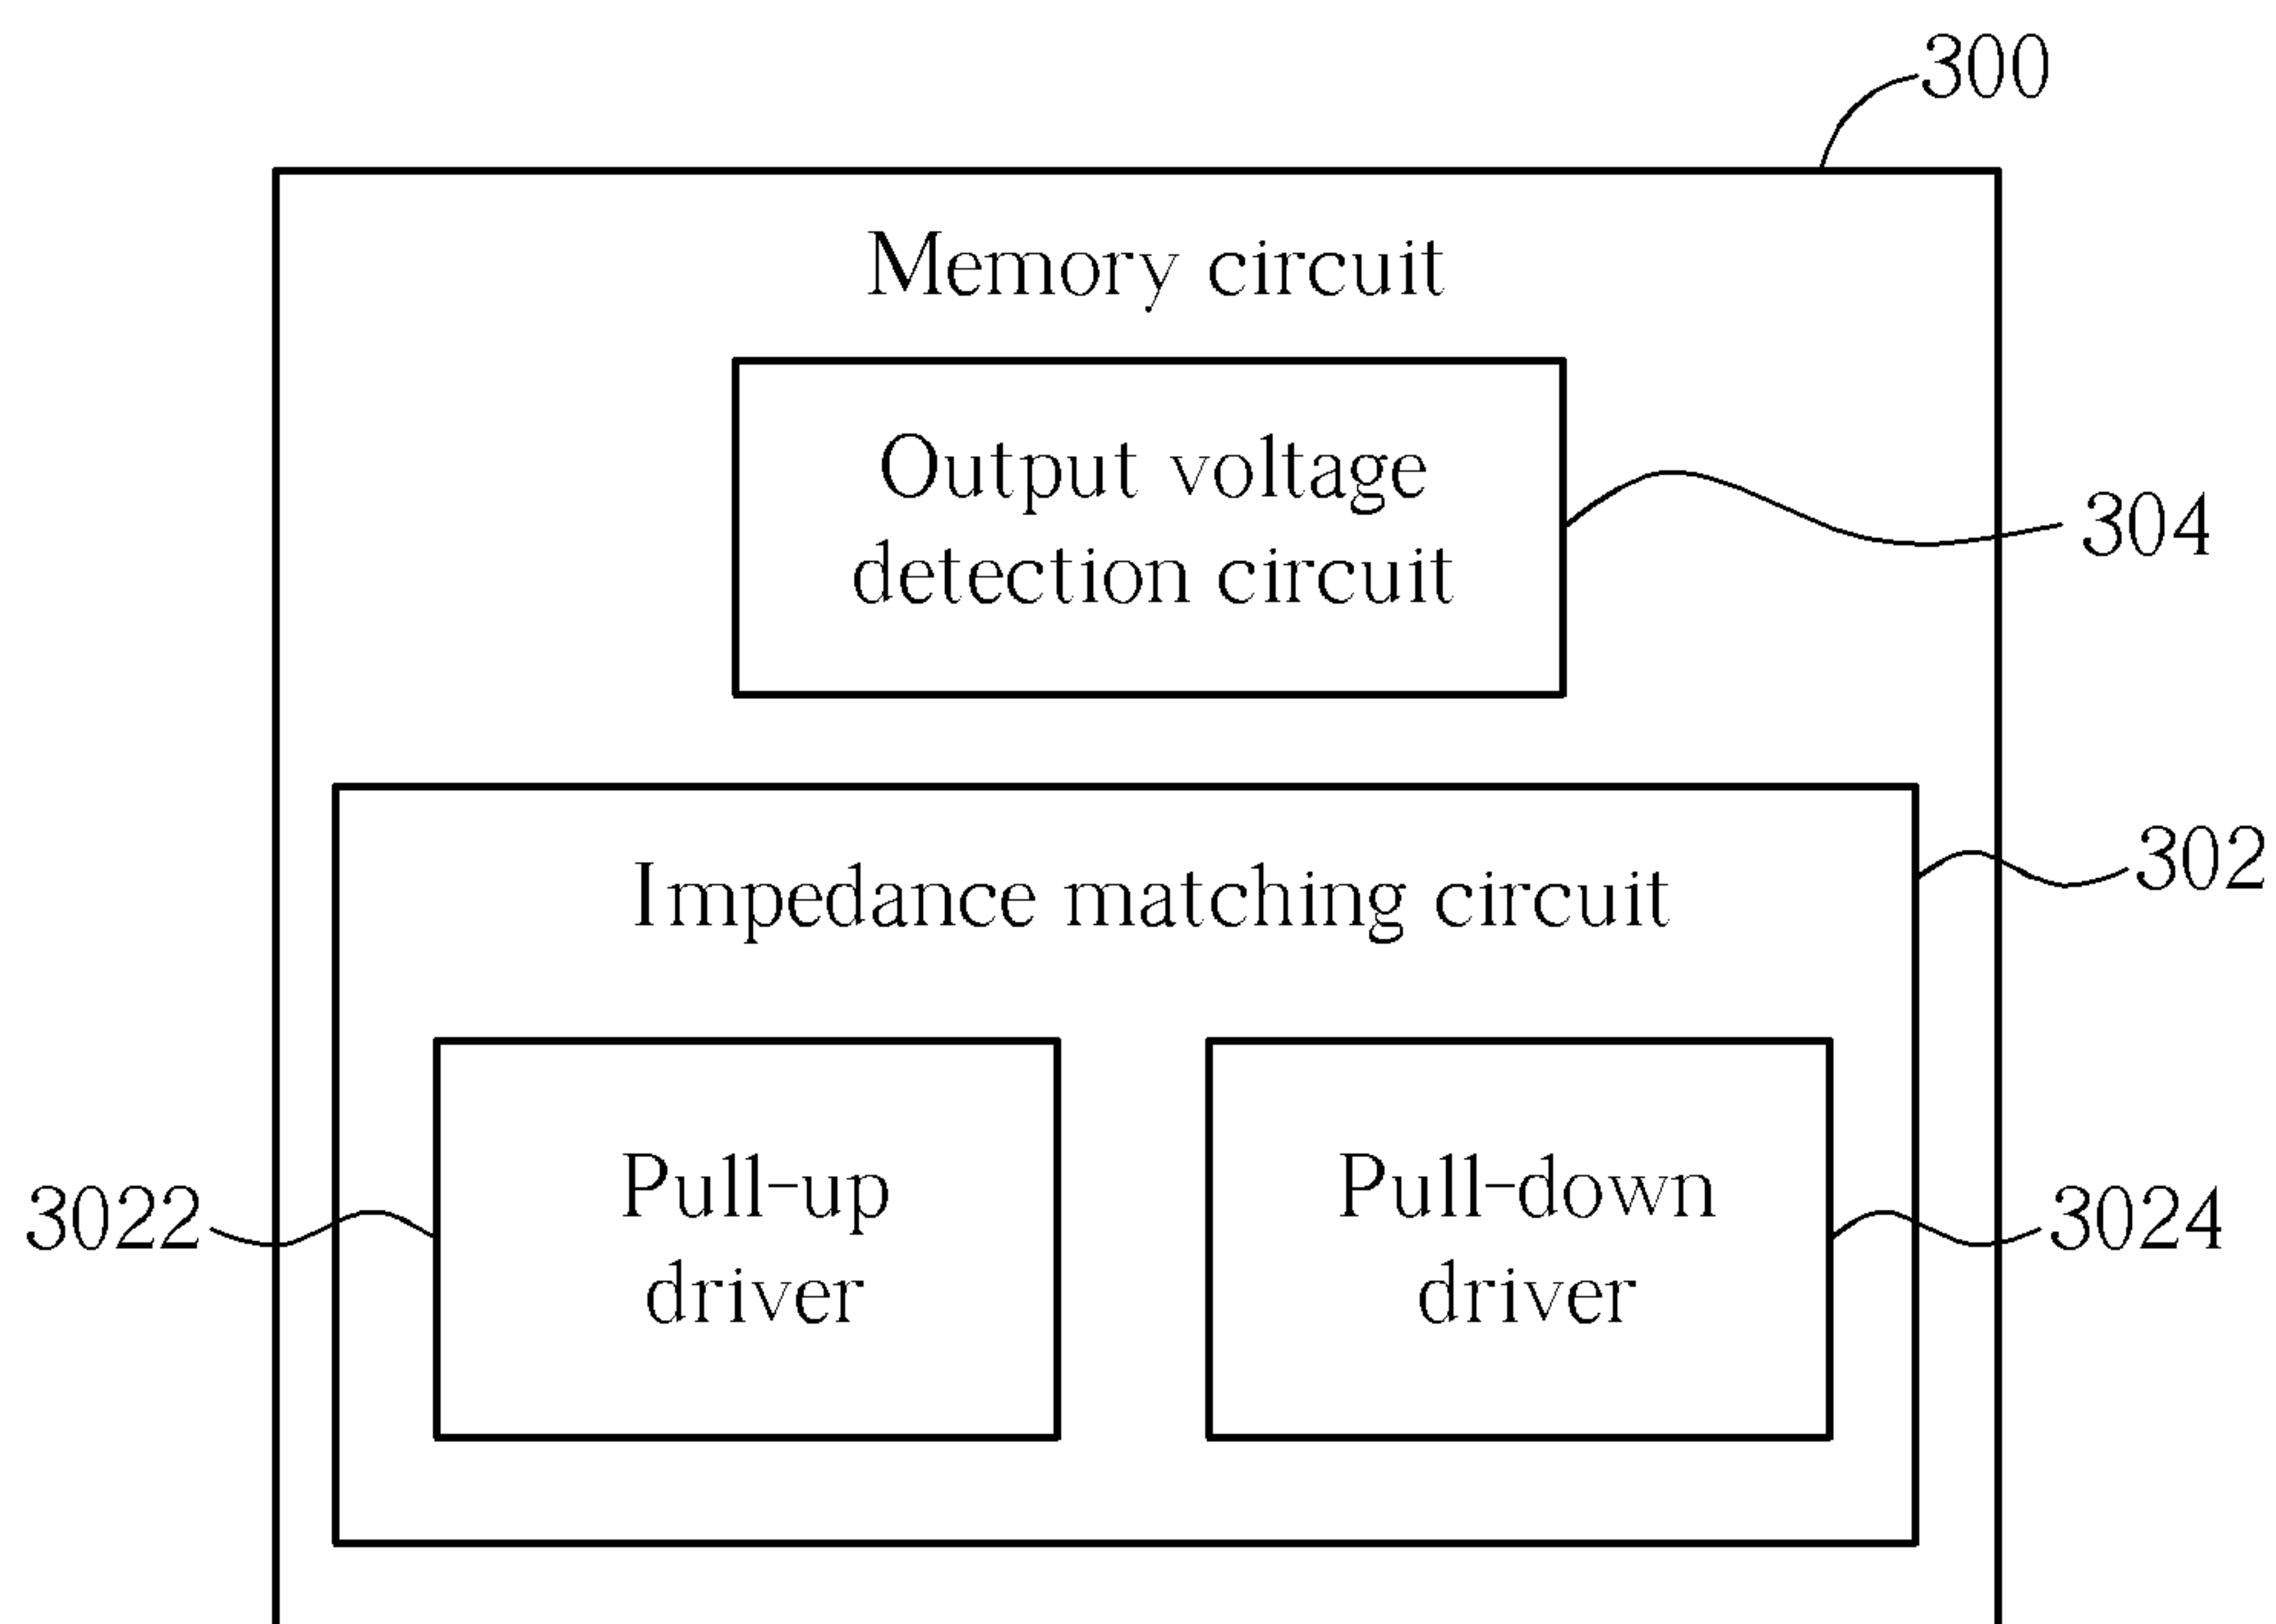 300
Memory circuit
Output voltage
detection circuit
304
Impedance matching circuit
302
Pull-up
driver
Pull-down
driver
3022
3024